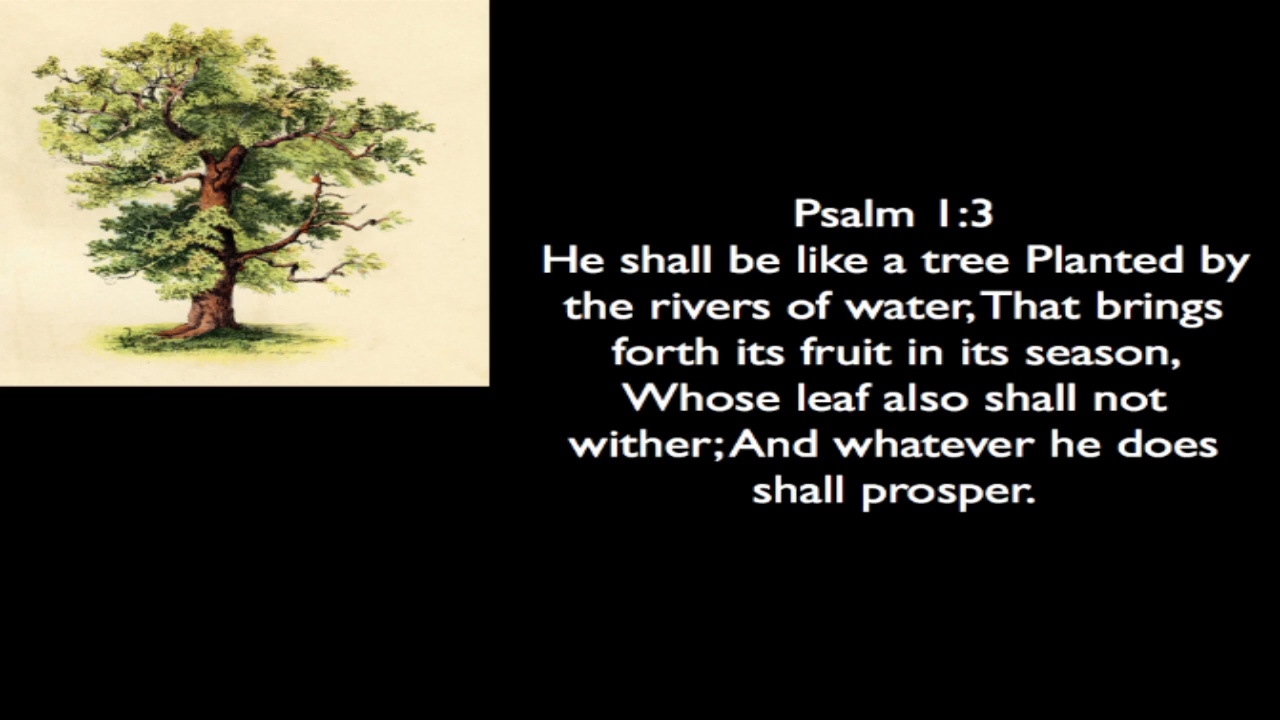 Psalm 1:3
He shall be like a tree Planted by
the rivers of water, That brings
forth its fruit in its season,
Whose leaf also shall not
wither; And whatever he does
shall prosper.